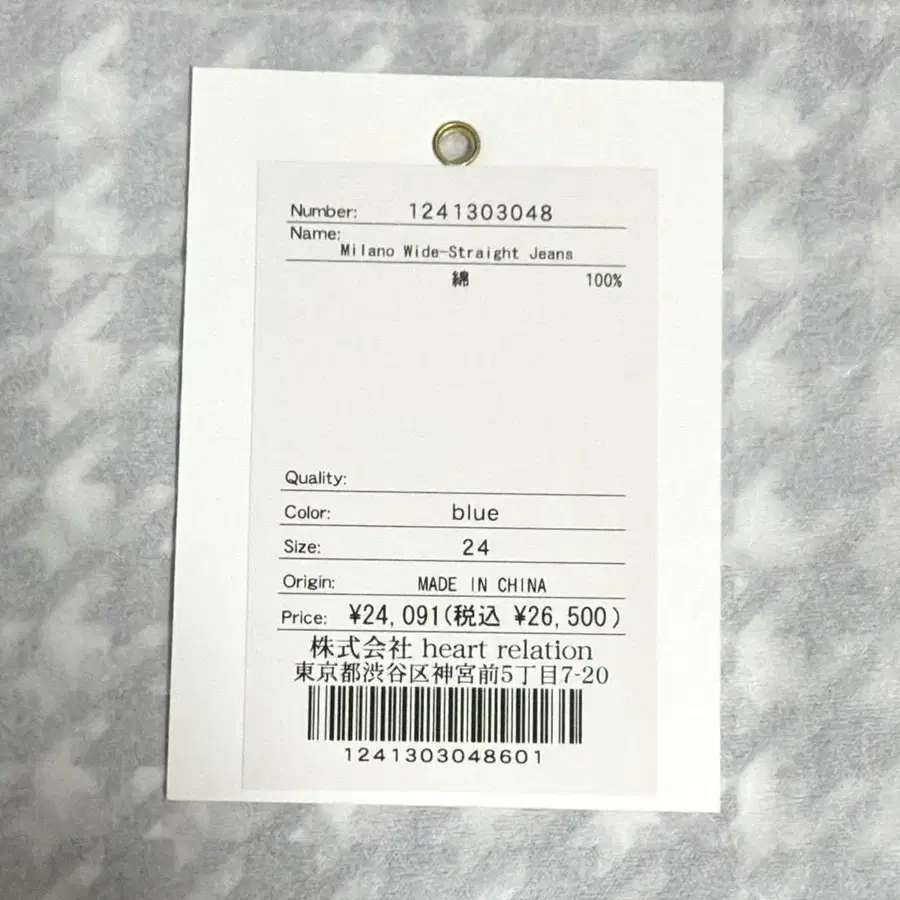 Number: 1241303048
Name:
Milano Wide-Straight Jeans
綿 100%
Quality:
Color: blue
Size: 24
Origin: MADE IN CHINA
Price: ¥24,091(税込 ¥26,500)
株式会社 heart relation
東京都渋谷区神宮前5丁目7-20
1241303048601